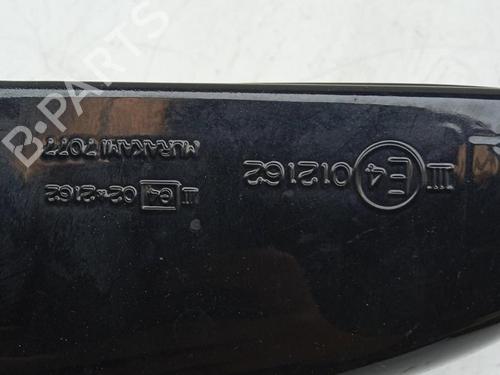 III E4 012162
III e4 02*2162
MURAKAMI 7077
B-PARTS